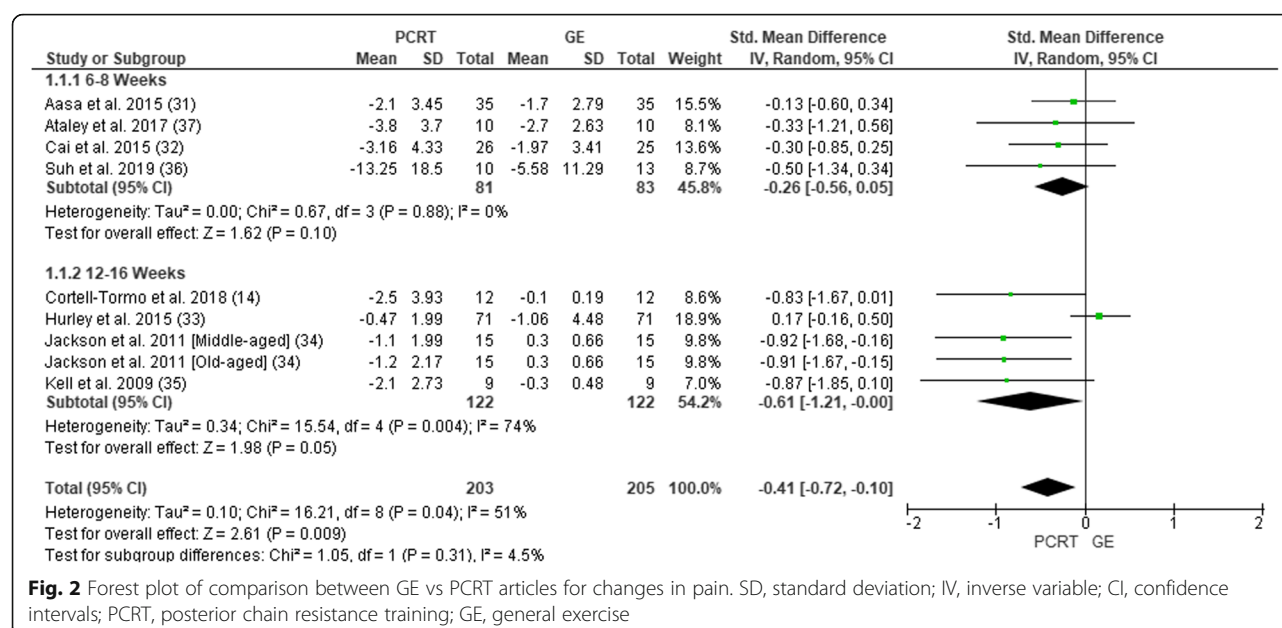 PCRT GE Std. Mean Difference Std. Mean Difference
Study or Subgroup Mean SD Total Mean SD Total Weight IV, Random, 95% CI IV, Random, 95% CI
1.1.1 6-8 Weeks
Aasa et al. 2015 (31) -2.1 3.45 35 -1.7 2.79 35 15.5% -0.13 [-0.60, 0.34]
Ataley et al. 2017 (37) -3.8 3.7 10 -2.7 2.63 10 8.1% -0.33 [-1.21, 0.56]
Cai et al. 2015 (32) -3.16 4.33 26 -1.97 3.41 25 13.6% -0.30 [-0.85, 0.25]
Suh et al. 2019 (36) -13.25 18.5 10 -5.58 11.29 13 8.7% -0.50 [-1.34, 0.34]
Subtotal (95% CI) 81 83 45.8% -0.26 [-0.56, 0.05]
Heterogeneity: Tau² = 0.00; Chi² = 0.67, df = 3 (P = 0.88); I² = 0%
Test for overall effect: Z = 1.62 (P = 0.10)
1.1.2 12-16 Weeks
Cortell-Tormo et al. 2018 (14) -2.5 3.93 12 -0.1 0.19 12 8.6% -0.83 [-1.67, 0.01]
Hurley et al. 2015 (33) -0.47 1.99 71 -1.06 4.48 71 18.9% 0.17 [-0.16, 0.50]
Jackson et al. 2011 [Middle-aged] (34) -1.1 1.99 15 0.3 0.66 15 9.8% -0.92 [-1.68, -0.16]
Jackson et al. 2011 [Old-aged] (34) -1.2 2.17 15 0.3 0.66 15 9.8% -0.91 [-1.67, -0.15]
Kell et al. 2009 (35) -2.1 2.73 9 -0.3 0.48 9 7.0% -0.87 [-1.85, 0.10]
Subtotal (95% CI) 122 122 54.2% -0.61 [-1.21, -0.00]
Heterogeneity: Tau² = 0.34; Chi² = 15.54, df = 4 (P = 0.004); I² = 74%
Test for overall effect: Z = 1.98 (P = 0.05)
Total (95% CI) 203 205 100.0% -0.41 [-0.72, -0.10]
Heterogeneity: Tau² = 0.10; Chi² = 16.21, df = 8 (P = 0.04); I² = 51%
Test for overall effect: Z = 2.61 (P = 0.009)
Test for subgroup differences: Chi² = 1.05, df = 1 (P = 0.31), I² = 4.5%
-2 -1 0 1 2
PCRT GE
Fig. 2 Forest plot of comparison between GE vs PCRT articles for changes in pain. SD, standard deviation; IV, inverse variable; CI, confidence
intervals; PCRT, posterior chain resistance training; GE, general exercise